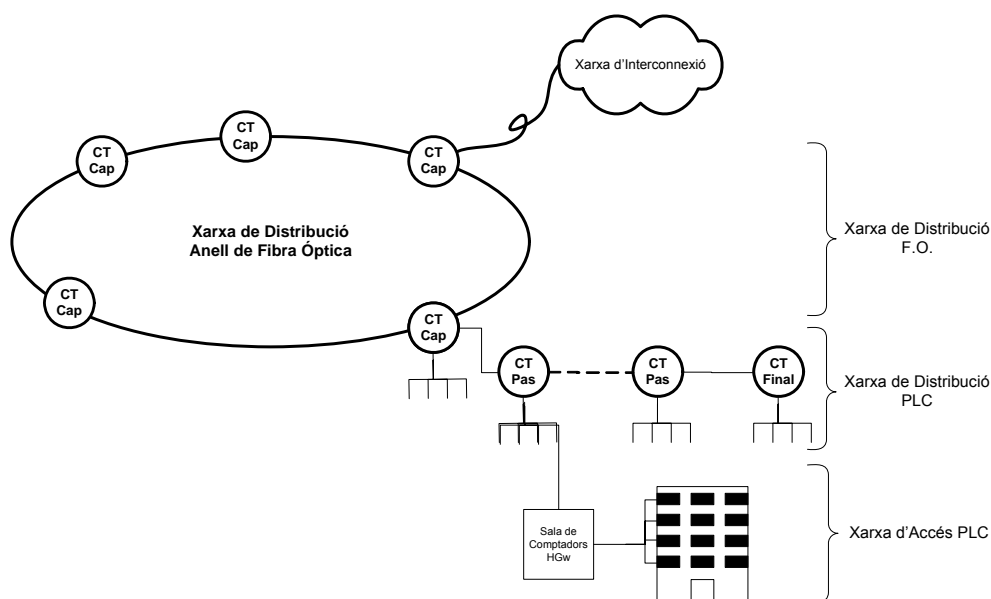 Xarxa d'Interconnexió
CT
Cap
CT
Cap
CT
Cap
Xarxa de Distribució
Anell de Fibra Óptica
Xarxa de Distribució
F.O.
CT
Cap
CT
Cap
CT
Pas
CT
Pas
CT
Final
Xarxa de Distribució
PLC
Sala de
Comptadors
HGw
Xarxa d'Accés PLC